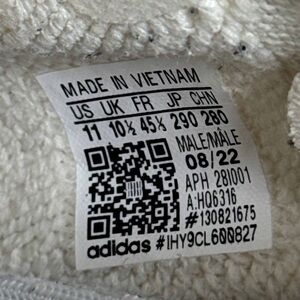 MADE IN VIETNAM
US UK FR JP CHN
11 10½ 45⅓ 290 280
MALE/MÂLE
08/22
APH 28I001
A:HQ6316
#130821675
adidas #IHY9CL600827